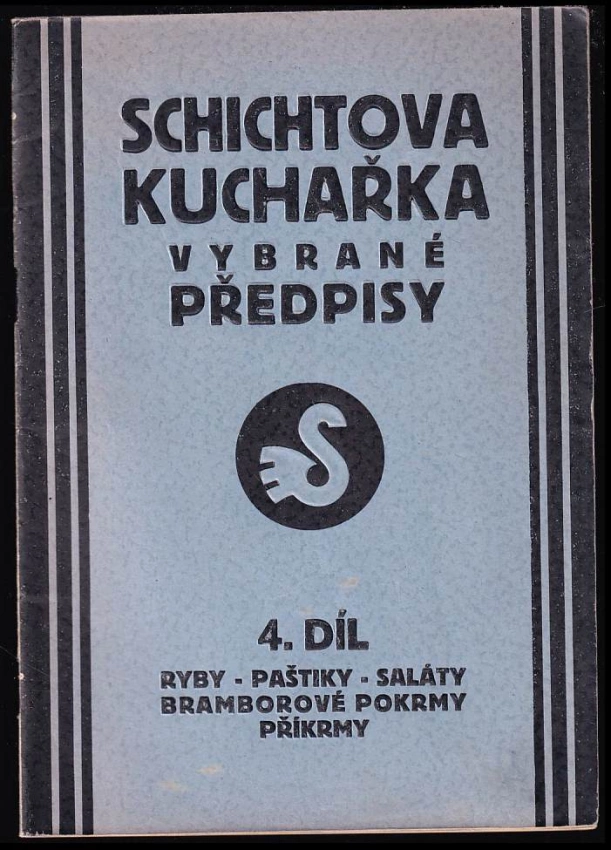 SCHICHTOVA
KUCHAŘKA
VYBRANÉ
PŘEDPISY
4. DÍL
RYBY - PAŠTIKY - SALÁTY
BRAMBOROVÉ POKRMY
PŘÍKRMY